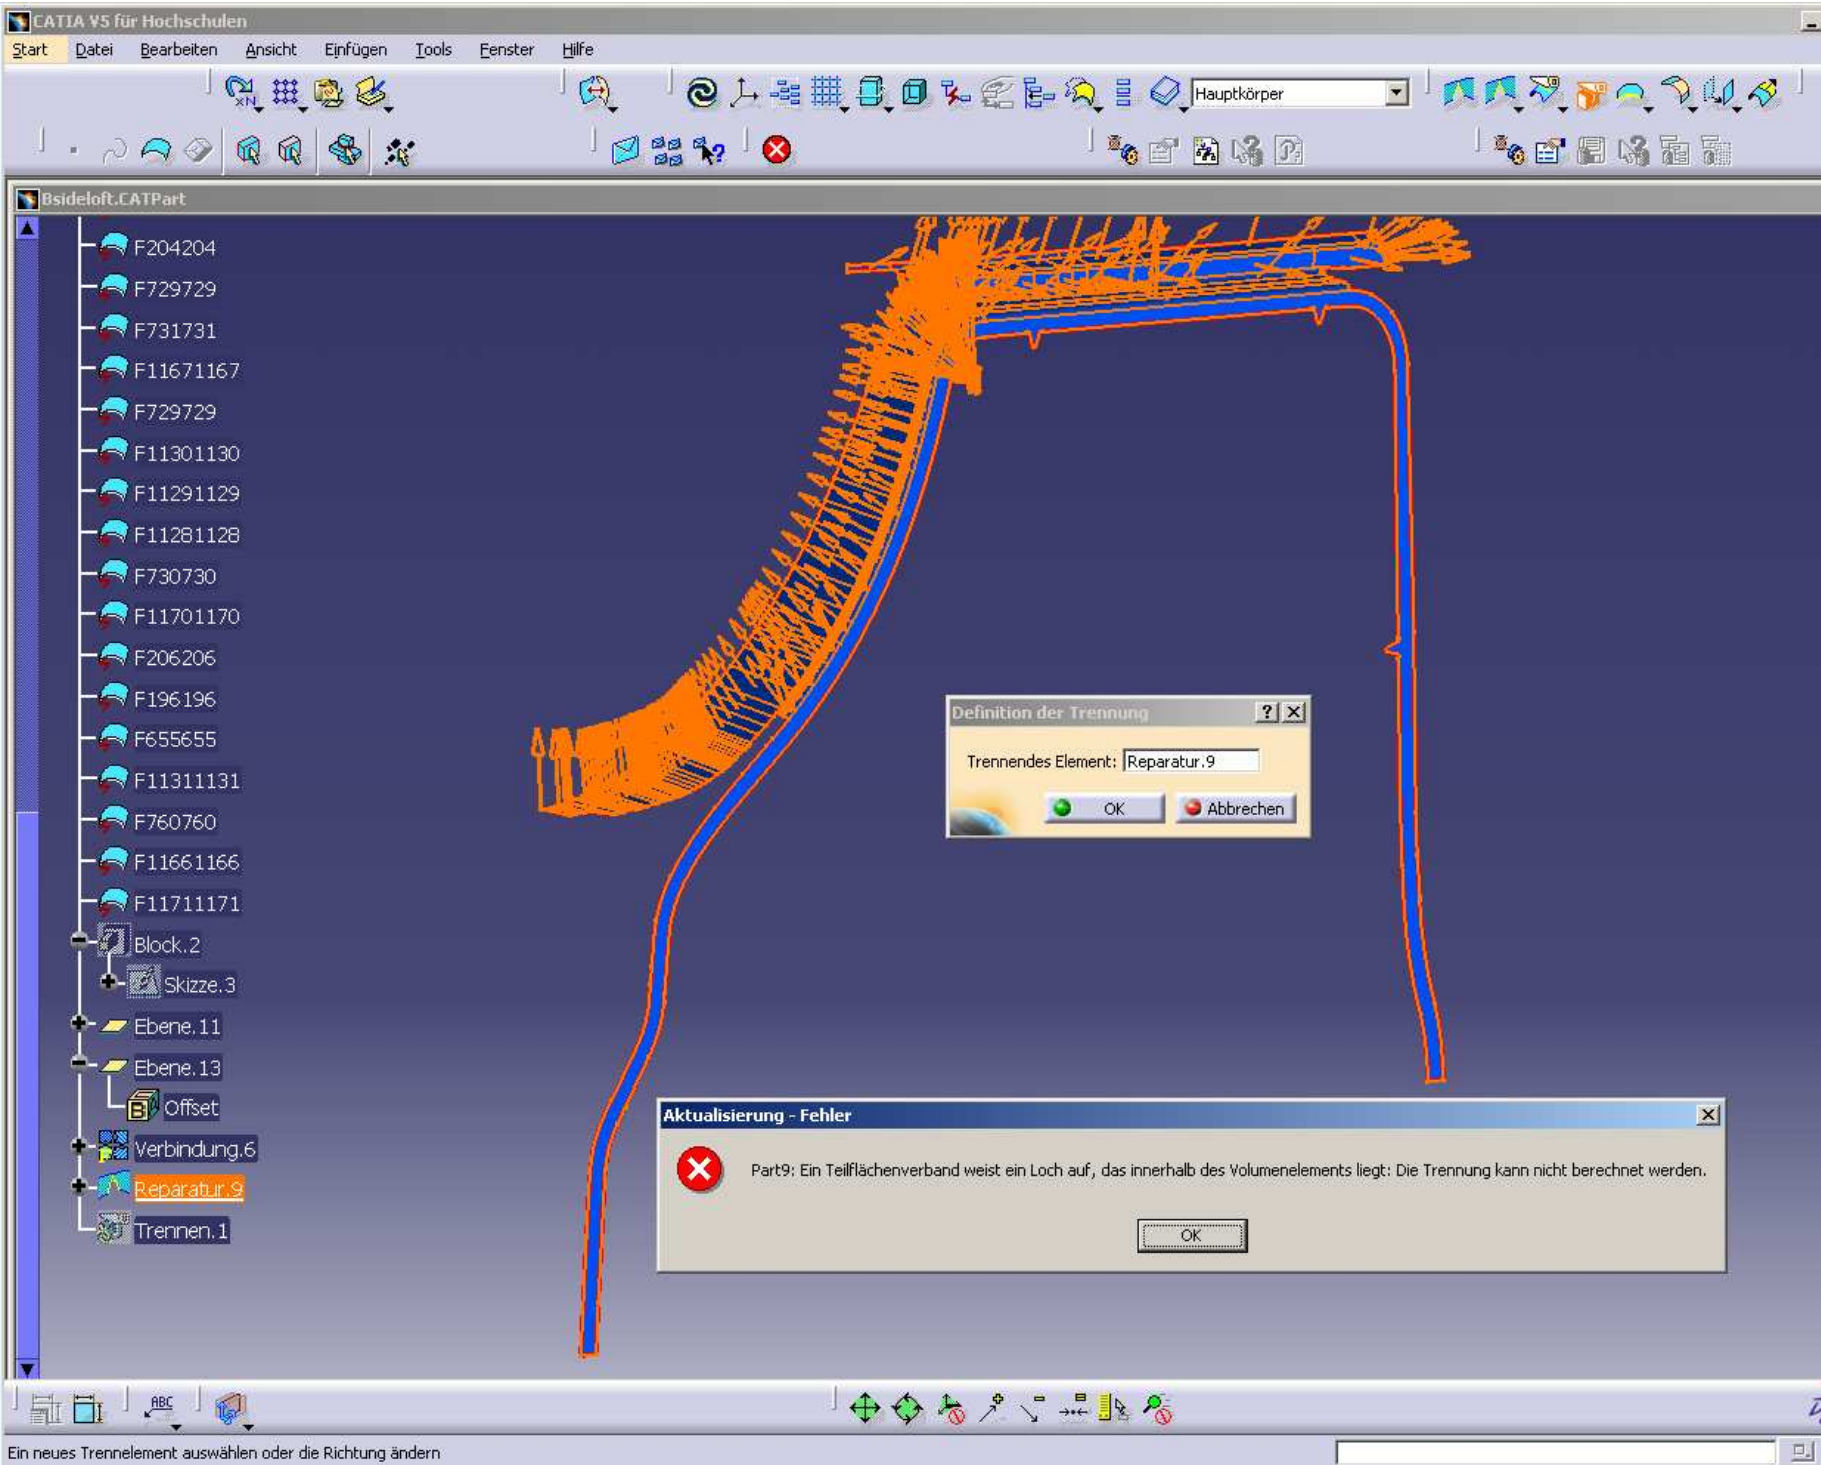 CATIA V5 für Hochschulen
Start Datei Bearbeiten Ansicht Einfügen Tools Fenster Hilfe
Hauptkörper
Bsideloft.CATPart
F204204
F729729
F731731
F11671167
F729729
F11301130
F11291129
F11281128
F730730
F11701170
F206206
F196196
F655655
F11311131
F760760
F11661166
F11711171
Block.2
Skizze.3
Ebene.11
Ebene.13
Offset
Verbindung.6
Reparatur.9
Trennen.1
Definition der Trennung
Trennendes Element: Reparatur.9
OK Abbrechen
Aktualisierung - Fehler
Part9: Ein Teilflächenverband weist ein Loch auf, das innerhalb des Volumenelements liegt: Die Trennung kann nicht berechnet werden.
OK
ABC
Ein neues Trennelement auswählen oder die Richtung ändern